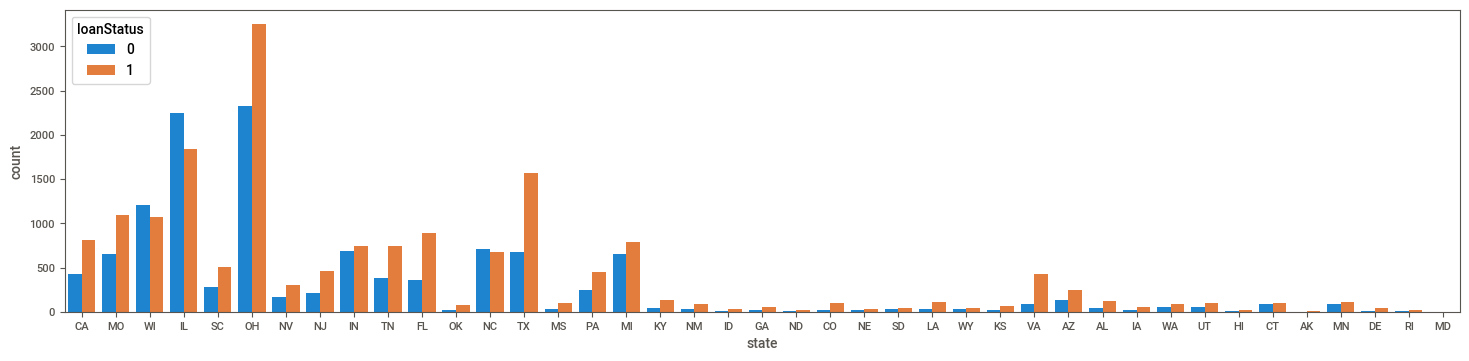 loanStatus
0
1
3000
2500
2000
1500
1000
500
0
count
CA MO WI IL SC OH NV NJ IN TN FL OK NC TX MS PA MI KY NM ID GA ND CO NE SD LA WY KS VA AZ AL IA WA UT HI CT AK MN DE RI MD
state